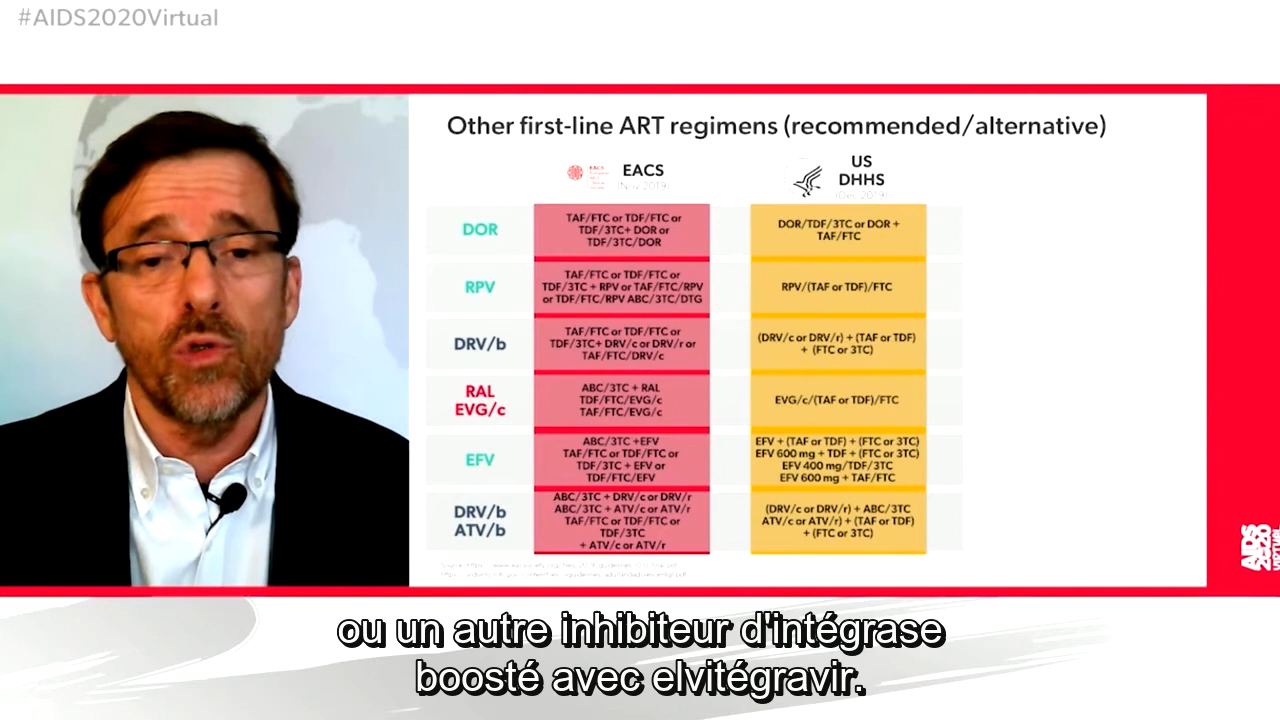 #AIDS2020Virtual
Other first-line ART regimens (recommended/alternative)
EACS
(Nov 2019)
US
DHHS
(Dec 2019)
DOR
TAF/FTC or TDF/FTC or
TDF/3TC+ DOR or
TDF/3TC/DOR
DOR/TDF/3TC or DOR +
TAF/FTC
RPV
TAF/FTC or TDF/FTC or
TDF/3TC + RPV or TAF/FTC/RPV
or TDF/FTC/RPV ABC/3TC/DTG
RPV/(TAF or TDF)/FTC
DRV/b
TAF/FTC or TDF/FTC or
TDF/3TC+ DRV/c or DRV/r or
TAF/FTC/DRV/c
(DRV/c or DRV/r) + (TAF or TDF)
+ (FTC or 3TC)
RAL
EVG/c
ABC/3TC + RAL
TDF/FTC/EVG/c
TAF/FTC/EVG/c
EVG/c/(TAF or TDF)/FTC
EFV
ABC/3TC +EFV
TAF/FTC or TDF/FTC or
TDF/3TC + EFV or
TDF/FTC/EFV
EFV + (TAF or TDF) + (FTC or 3TC)
EFV 600 mg + TDF + (FTC or 3TC)
EFV 400 mg/TDF/3TC
EFV 600 mg + TAF/FTC
DRV/b
ATV/b
ABC/3TC + DRV/c or DRV/r
ABC/3TC + ATV/c or ATV/r
TAF/FTC or TDF/FTC or
TDF/3TC
+ ATV/c or ATV/r
(DRV/c or DRV/r) + ABC/3TC
ATV/c or ATV/r) + (TAF or TDF)
+ (FTC or 3TC)
AIDS
2020
VIRTUAL
ou un autre inhibiteur d'intégrase
boosté avec elvitégravir.